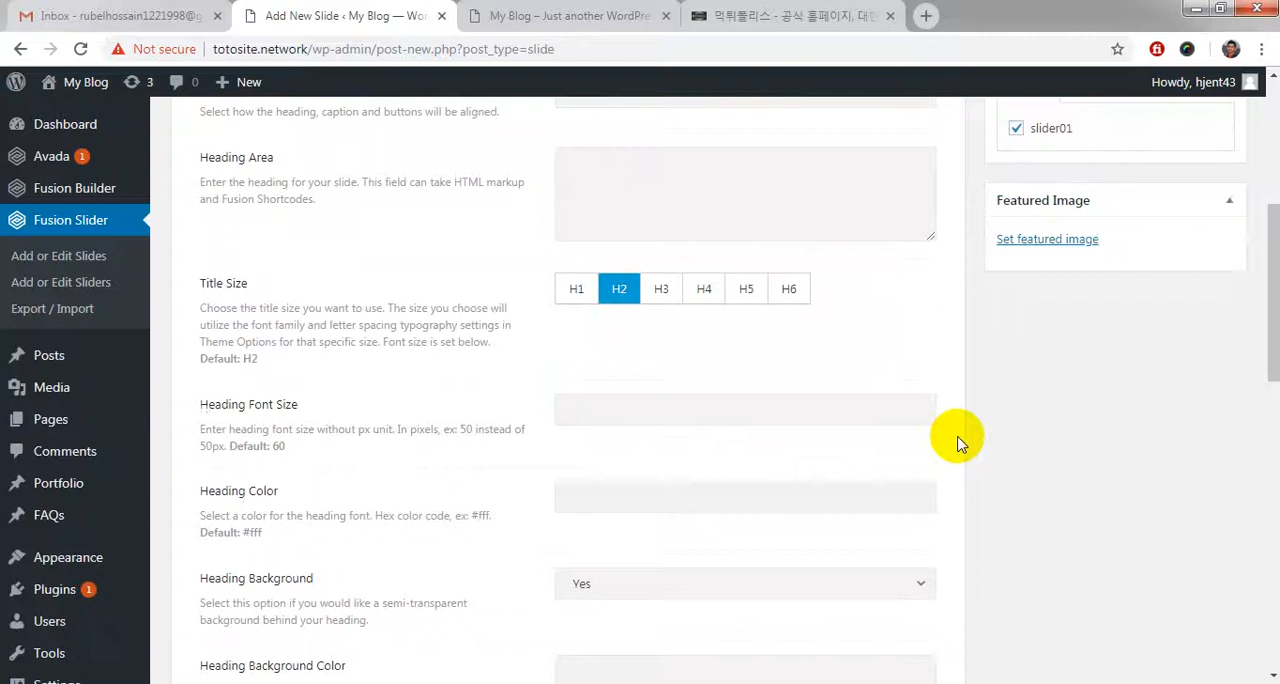 Inbox - rubelhossain1221998@g
Add New Slide ‹ My Blog — Wor
My Blog – Just another WordPre
먹튀폴리스 - 공식 홈페이지, 대한
Not secure
totosite.network/wp-admin/post-new.php?post_type=slide
My Blog
3
0
New
Howdy, hjent43
Dashboard
Avada 1
Fusion Builder
Fusion Slider
Add or Edit Slides
Add or Edit Sliders
Export / Import
Posts
Media
Pages
Comments
Portfolio
FAQs
Appearance
Plugins 1
Users
Tools
Select how the heading, caption and buttons will be aligned.
Heading Area
Enter the heading for your slide. This field can take HTML markup
and Fusion Shortcodes.
Title Size
Choose the title size you want to use. The size you choose will
utilize the font family and letter spacing typography settings in
Theme Options for that specific size. Font size is set below.
Default: H2
H1 H2 H3 H4 H5 H6
Heading Font Size
Enter heading font size without px unit. In pixels, ex: 50 instead of
50px. Default: 60
Heading Color
Select a color for the heading font. Hex color code, ex: #fff.
Default: #fff
Heading Background
Select this option if you would like a semi-transparent
background behind your heading.
Yes
Heading Background Color
slider01
Featured Image
Set featured image